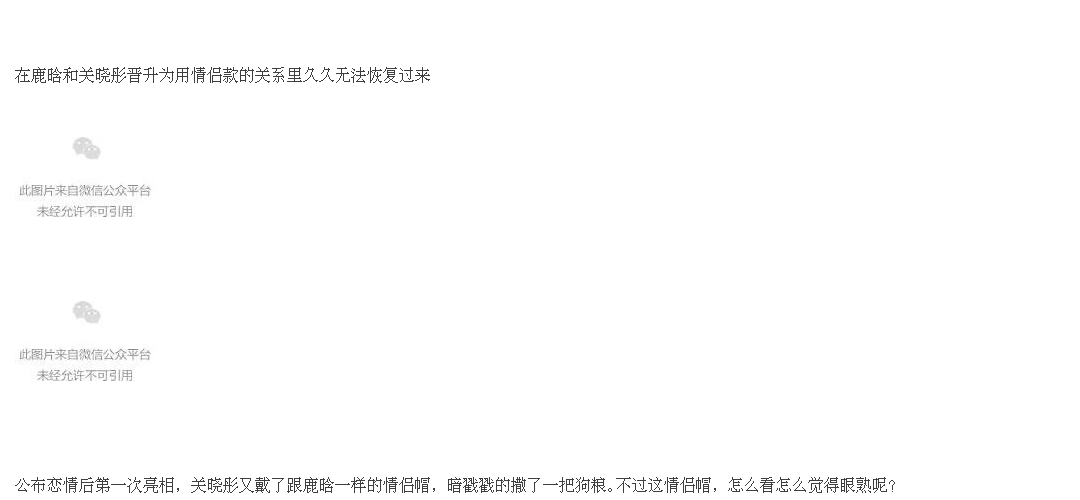 在鹿晗和关晓彤晋升为用情侣款的关系里久久无法恢复过来
此图片来自微信公众平台
未经允许不可引用
此图片来自微信公众平台
未经允许不可引用
公布恋情后第一次亮相，关晓彤又戴了跟鹿晗一样的情侣帽，暗戳戳的撒了一把狗粮。不过这情侣帽，怎么看怎么觉得眼熟呢？